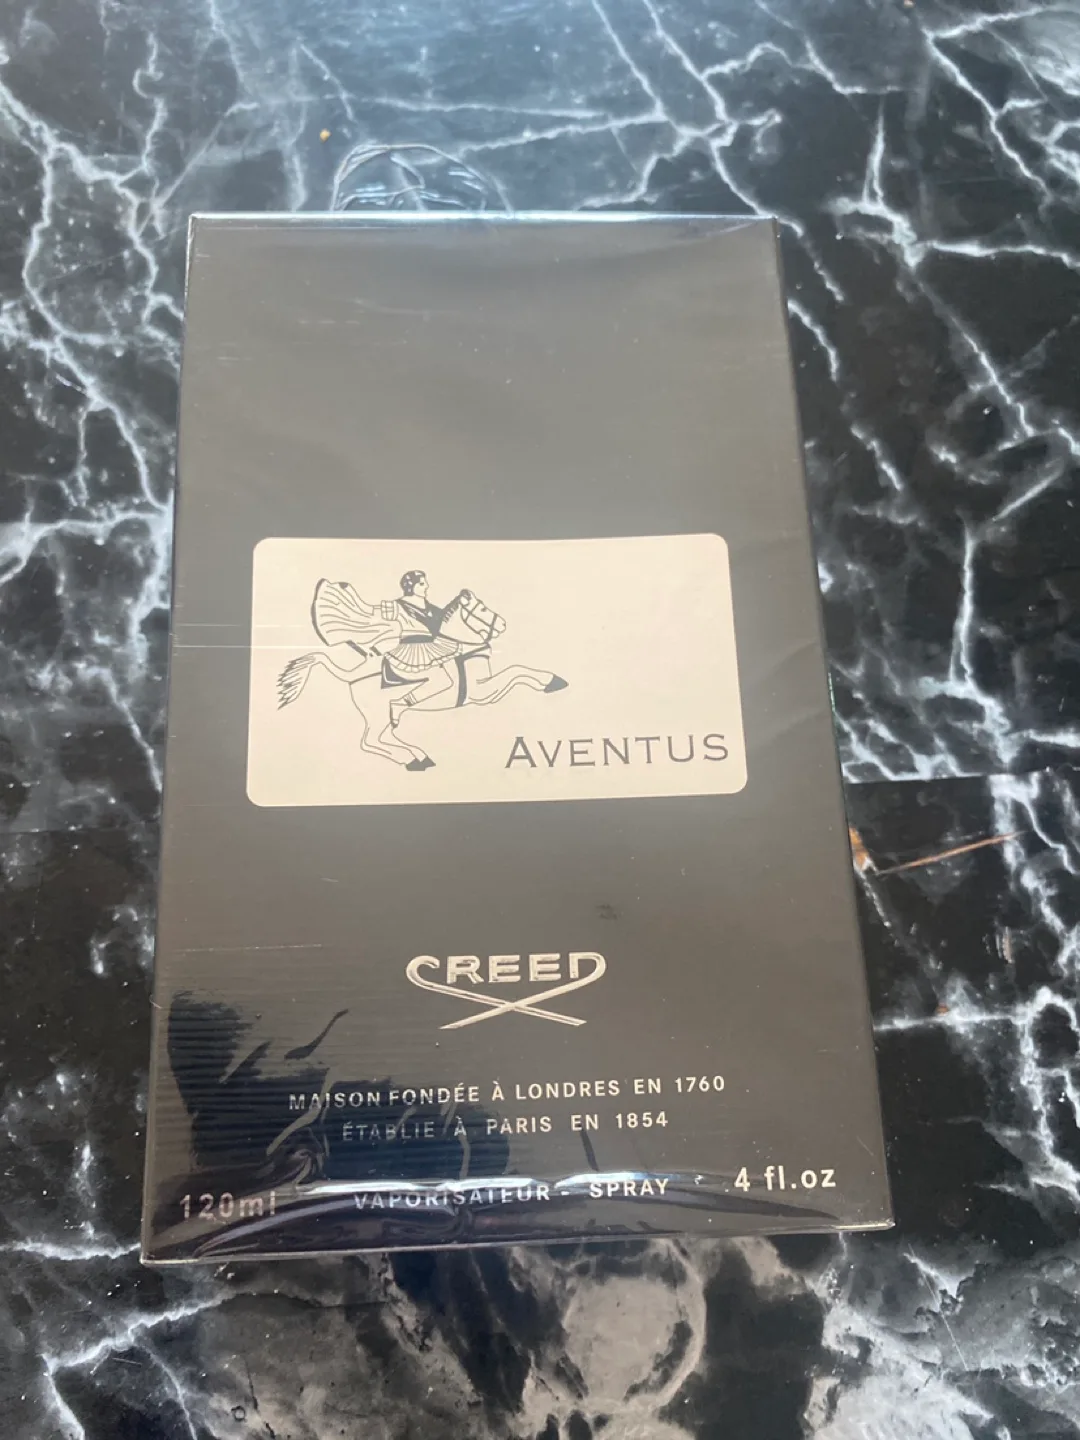 AVENTUS
CREED
MAISON FONDÉE À LONDRES EN 1760
ÉTABLIE À PARIS EN 1854
120ml VAPORISATEUR - SPRAY 4 fl.oz